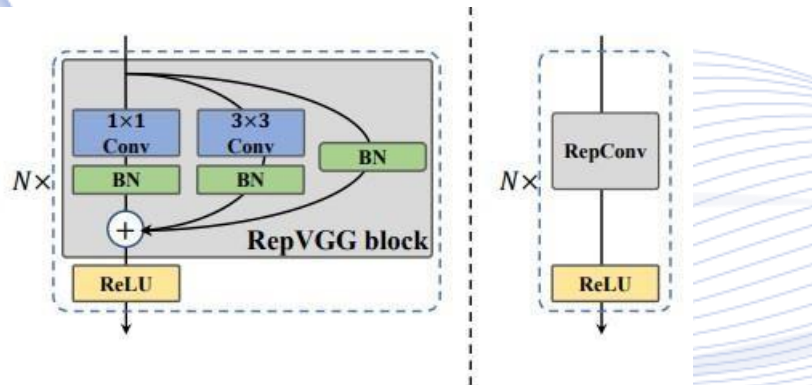 1×1
Conv
3×3
Conv
BN
BN
BN
N×
+
RepVGG block
ReLU
RepConv
N×
ReLU